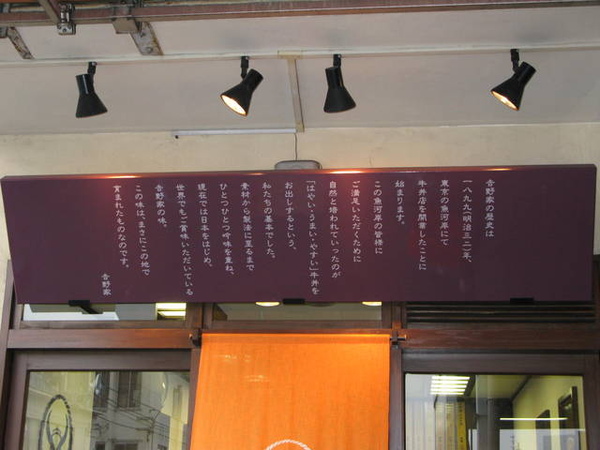 吉野家の歴史は
一八九九(明治三二)年、
東京の魚河岸にて
牛丼店を開業したことに
始まります。
この魚河岸の皆様に
ご満足いただくために
自然と培われていったのが
「はやい・うまい・やすい」牛丼を
お出しするという、
私たちの基本でした。
素材から製法に至るまで
ひとつひとつ吟味を重ね、
現在では日本をはじめ、
世界でもご賞味いただいている
吉野家の味。
この味は、まさにこの地で
育まれたものなのです。
吉野家